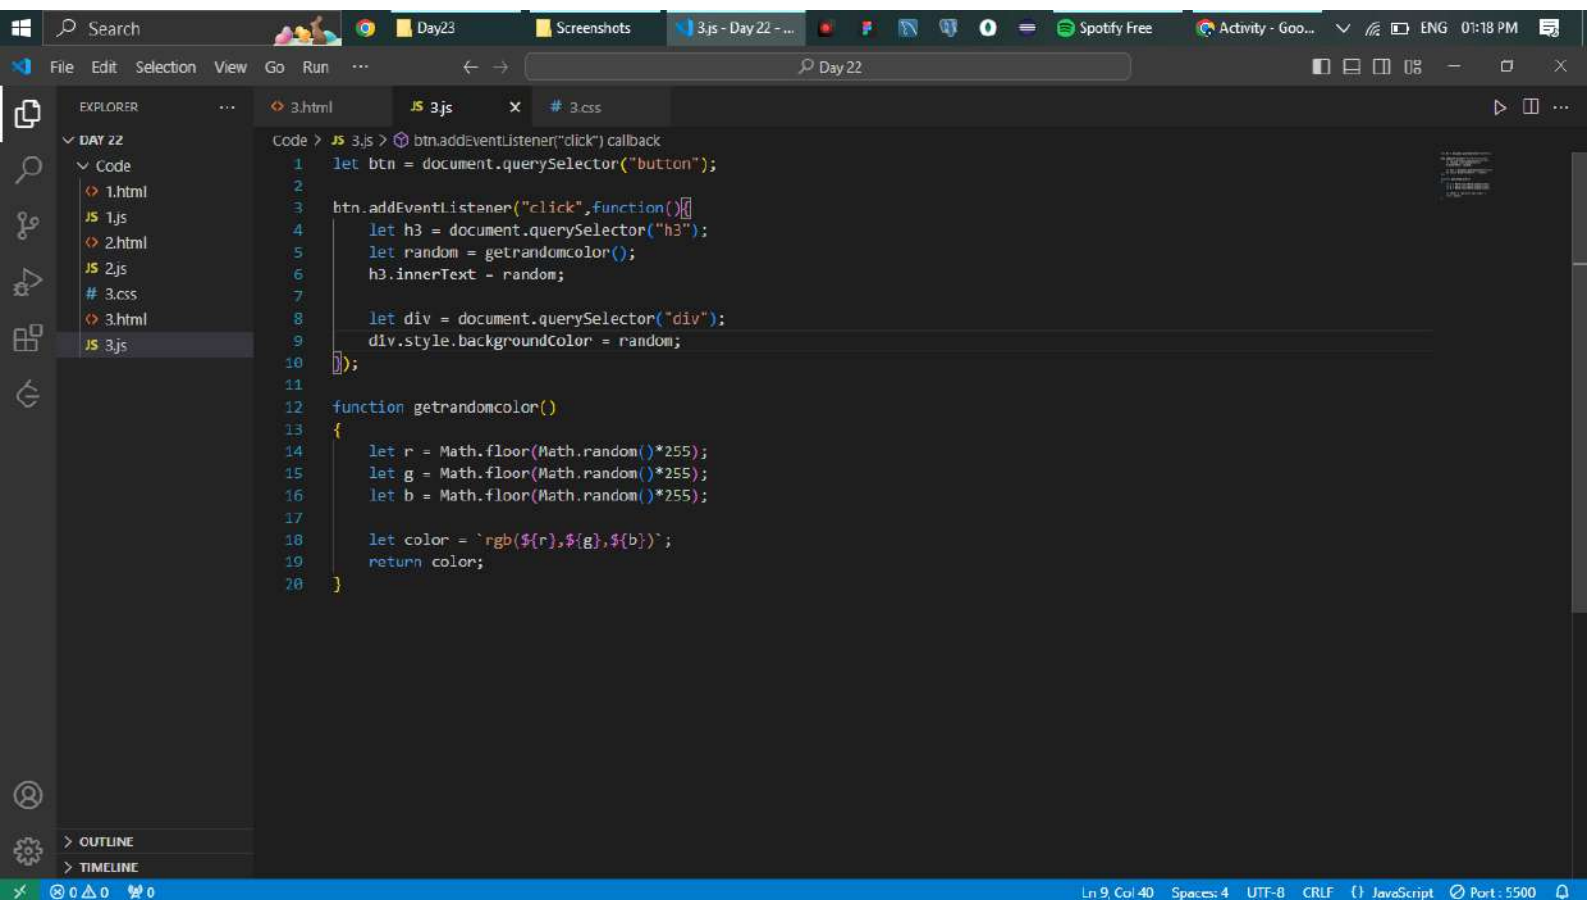 Search
Day23
Screenshots
3.js - Day 22 - ...
Spotify Free
Activity - Goo...
ENG
01:18 PM
File Edit Selection View Go Run ...
Day 22
EXPLORER
...
3.html
JS 3.js
# 3.css
DAY 22
Code
1.html
JS 1.js
2.html
JS 2.js
# 3.css
3.html
JS 3.js
Code > JS 3.js > btn.addEventListener("click") callback
1 let btn = document.querySelector("button");
2
3 btn.addEventListener("click",function(){
4 let h3 = document.querySelector("h3");
5 let random = getrandomcolor();
6 h3.innerText = random;
7
8 let div = document.querySelector("div");
9 div.style.backgroundColor = random;
10 });
11
12 function getrandomcolor()
13 {
14 let r = Math.floor(Math.random()*255);
15 let g = Math.floor(Math.random()*255);
16 let b = Math.floor(Math.random()*255);
17
18 let color = `rgb(${r},${g},${b})`;
19 return color;
20 }
OUTLINE
TIMELINE
0 0 0
Ln 9, Col 40 Spaces: 4 UTF-8 CRLF {} JavaScript Port : 5500